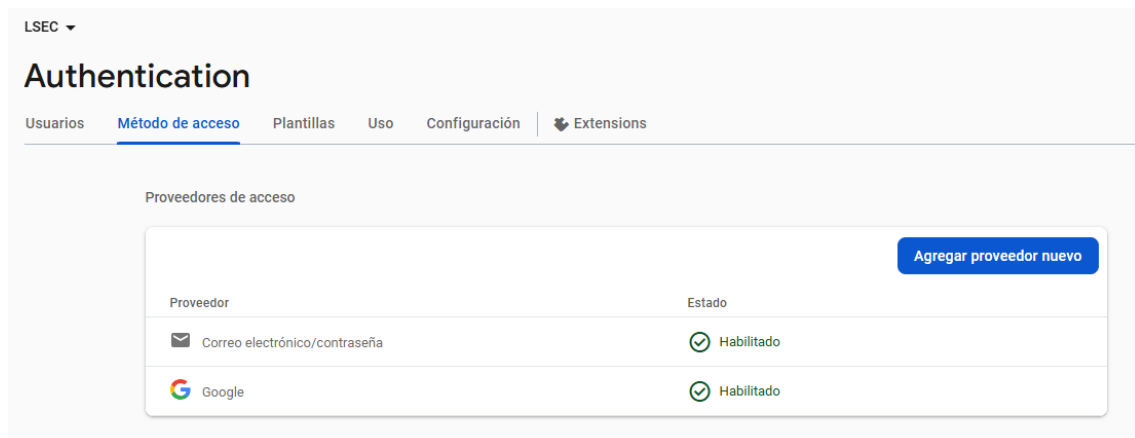 LSEC
Authentication
Usuarios Método de acceso Plantillas Uso Configuración Extensions
Proveedores de acceso
Agregar proveedor nuevo
Proveedor Estado
Correo electrónico/contraseña Habilitado
Google Habilitado